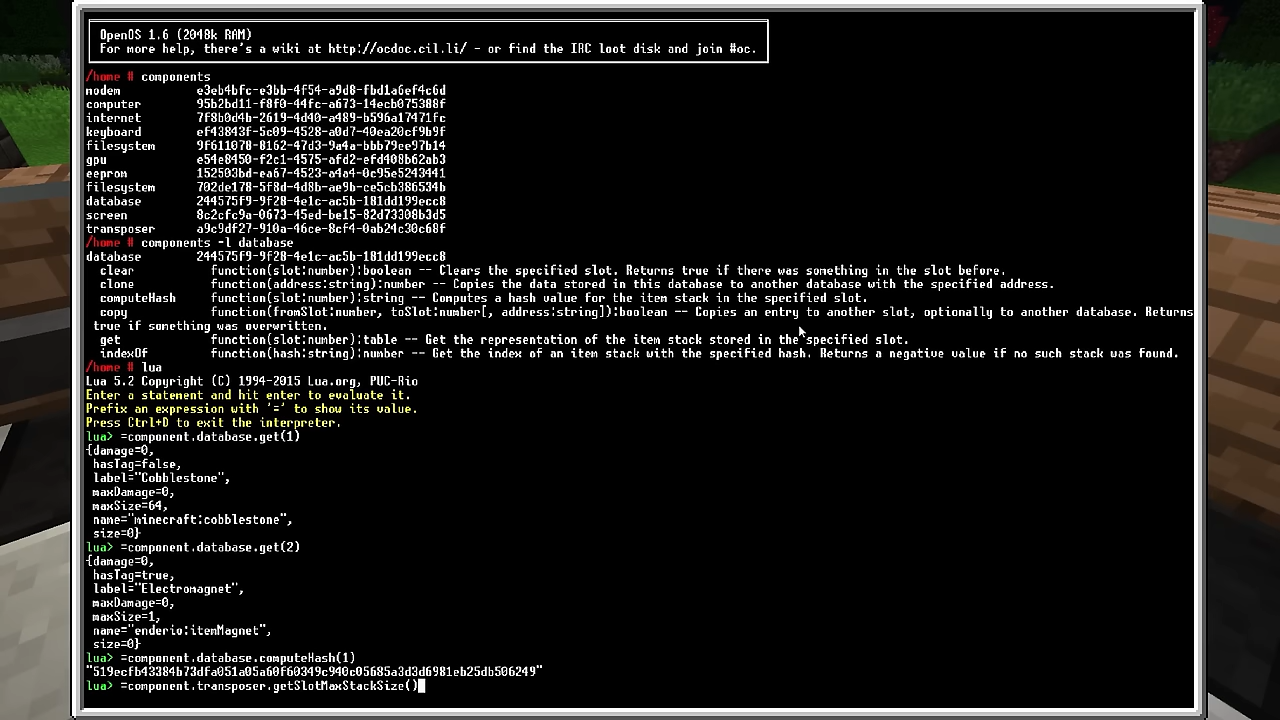 OpenOS 1.6 (2048k RAM)
For more help, there's a wiki at http://ocdoc.cil.li/ - or find the IRC loot disk and join #oc.
/home # components
modem e3eb4bfc-e3bb-4f54-a9d8-fbd1a6ef4c6d
computer 95b2bd11-f8f0-44fc-a673-14ecb075388f
internet 7f8b0d4b-2619-4d40-a489-b596a17471fc
keyboard ef43843f-5c09-4528-a0d7-40ea20cf9b9f
filesystem 9f611078-8162-47d3-9a4a-bbb79ee97b14
gpu e54e8450-f2c1-4575-afd2-efd408b62ab3
eeprom 152503bd-ea67-4523-a4a4-0c95e5243441
filesystem 702de178-5f8d-4d8b-ae9b-ce5cb386534b
database 244575f9-9f28-4e1c-ac5b-181dd199ecc8
screen 8c2cfc9a-0673-45ed-be15-82d73308b3d5
transposer a9c9df27-910a-46ce-8cf4-0ab24c30c68f
/home # components -l database
database 244575f9-9f28-4e1c-ac5b-181dd199ecc8
clear function(slot:number):boolean -- Clears the specified slot. Returns true if there was something in the slot before.
clone function(address:string):number -- Copies the data stored in this database to another database with the specified address.
computeHash function(slot:number):string -- Computes a hash value for the item stack in the specified slot.
copy function(fromSlot:number, toSlot:number[, address:string]):boolean -- Copies an entry to another slot, optionally to another database. Returns
true if something was overwritten.
get function(slot:number):table -- Get the representation of the item stack stored in the specified slot.
indexOf function(hash:string):number -- Get the index of an item stack with the specified hash. Returns a negative value if no such stack was found.
/home # lua
Lua 5.2 Copyright (C) 1994-2015 Lua.org, PUC-Rio
Enter a statement and hit enter to evaluate it.
Prefix an expression with '=' to show its value.
Press Ctrl+D to exit the interpreter.
lua> =component.database.get(1)
{damage=0,
hasTag=false,
label="Cobblestone",
maxDamage=0,
maxSize=64,
name="minecraft:cobblestone",
size=0}
lua> =component.database.get(2)
{damage=0,
hasTag=true,
label="Electromagnet",
maxDamage=0,
maxSize=1,
name="enderio:itemMagnet",
size=0}
lua> =component.database.computeHash(1)
"519ecfb43384b73dfa051a05a60f60349c940c05685a3d3d6981eb25db506249"
lua> =component.transposer.getSlotMaxStackSize()